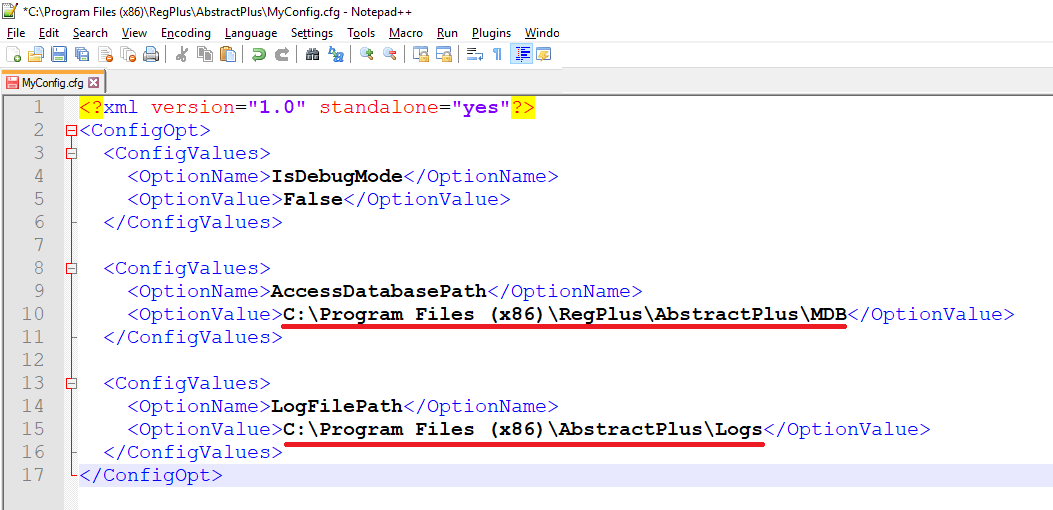 *C:\Program Files (x86)\RegPlus\AbstractPlus\MyConfig.cfg - Notepad++
File Edit Search View Encoding Language Settings Tools Macro Run Plugins Windo
MyConfig.cfg
1 <?xml version="1.0" standalone="yes"?>
2 <ConfigOpt>
3 <ConfigValues>
4 <OptionName>IsDebugMode</OptionName>
5 <OptionValue>False</OptionValue>
6 </ConfigValues>
7
8 <ConfigValues>
9 <OptionName>AccessDatabasePath</OptionName>
10 <OptionValue>C:\Program Files (x86)\RegPlus\AbstractPlus\MDB</OptionValue>
11 </ConfigValues>
12
13 <ConfigValues>
14 <OptionName>LogFilePath</OptionName>
15 <OptionValue>C:\Program Files (x86)\AbstractPlus\Logs</OptionValue>
16 </ConfigValues>
17 </ConfigOpt>